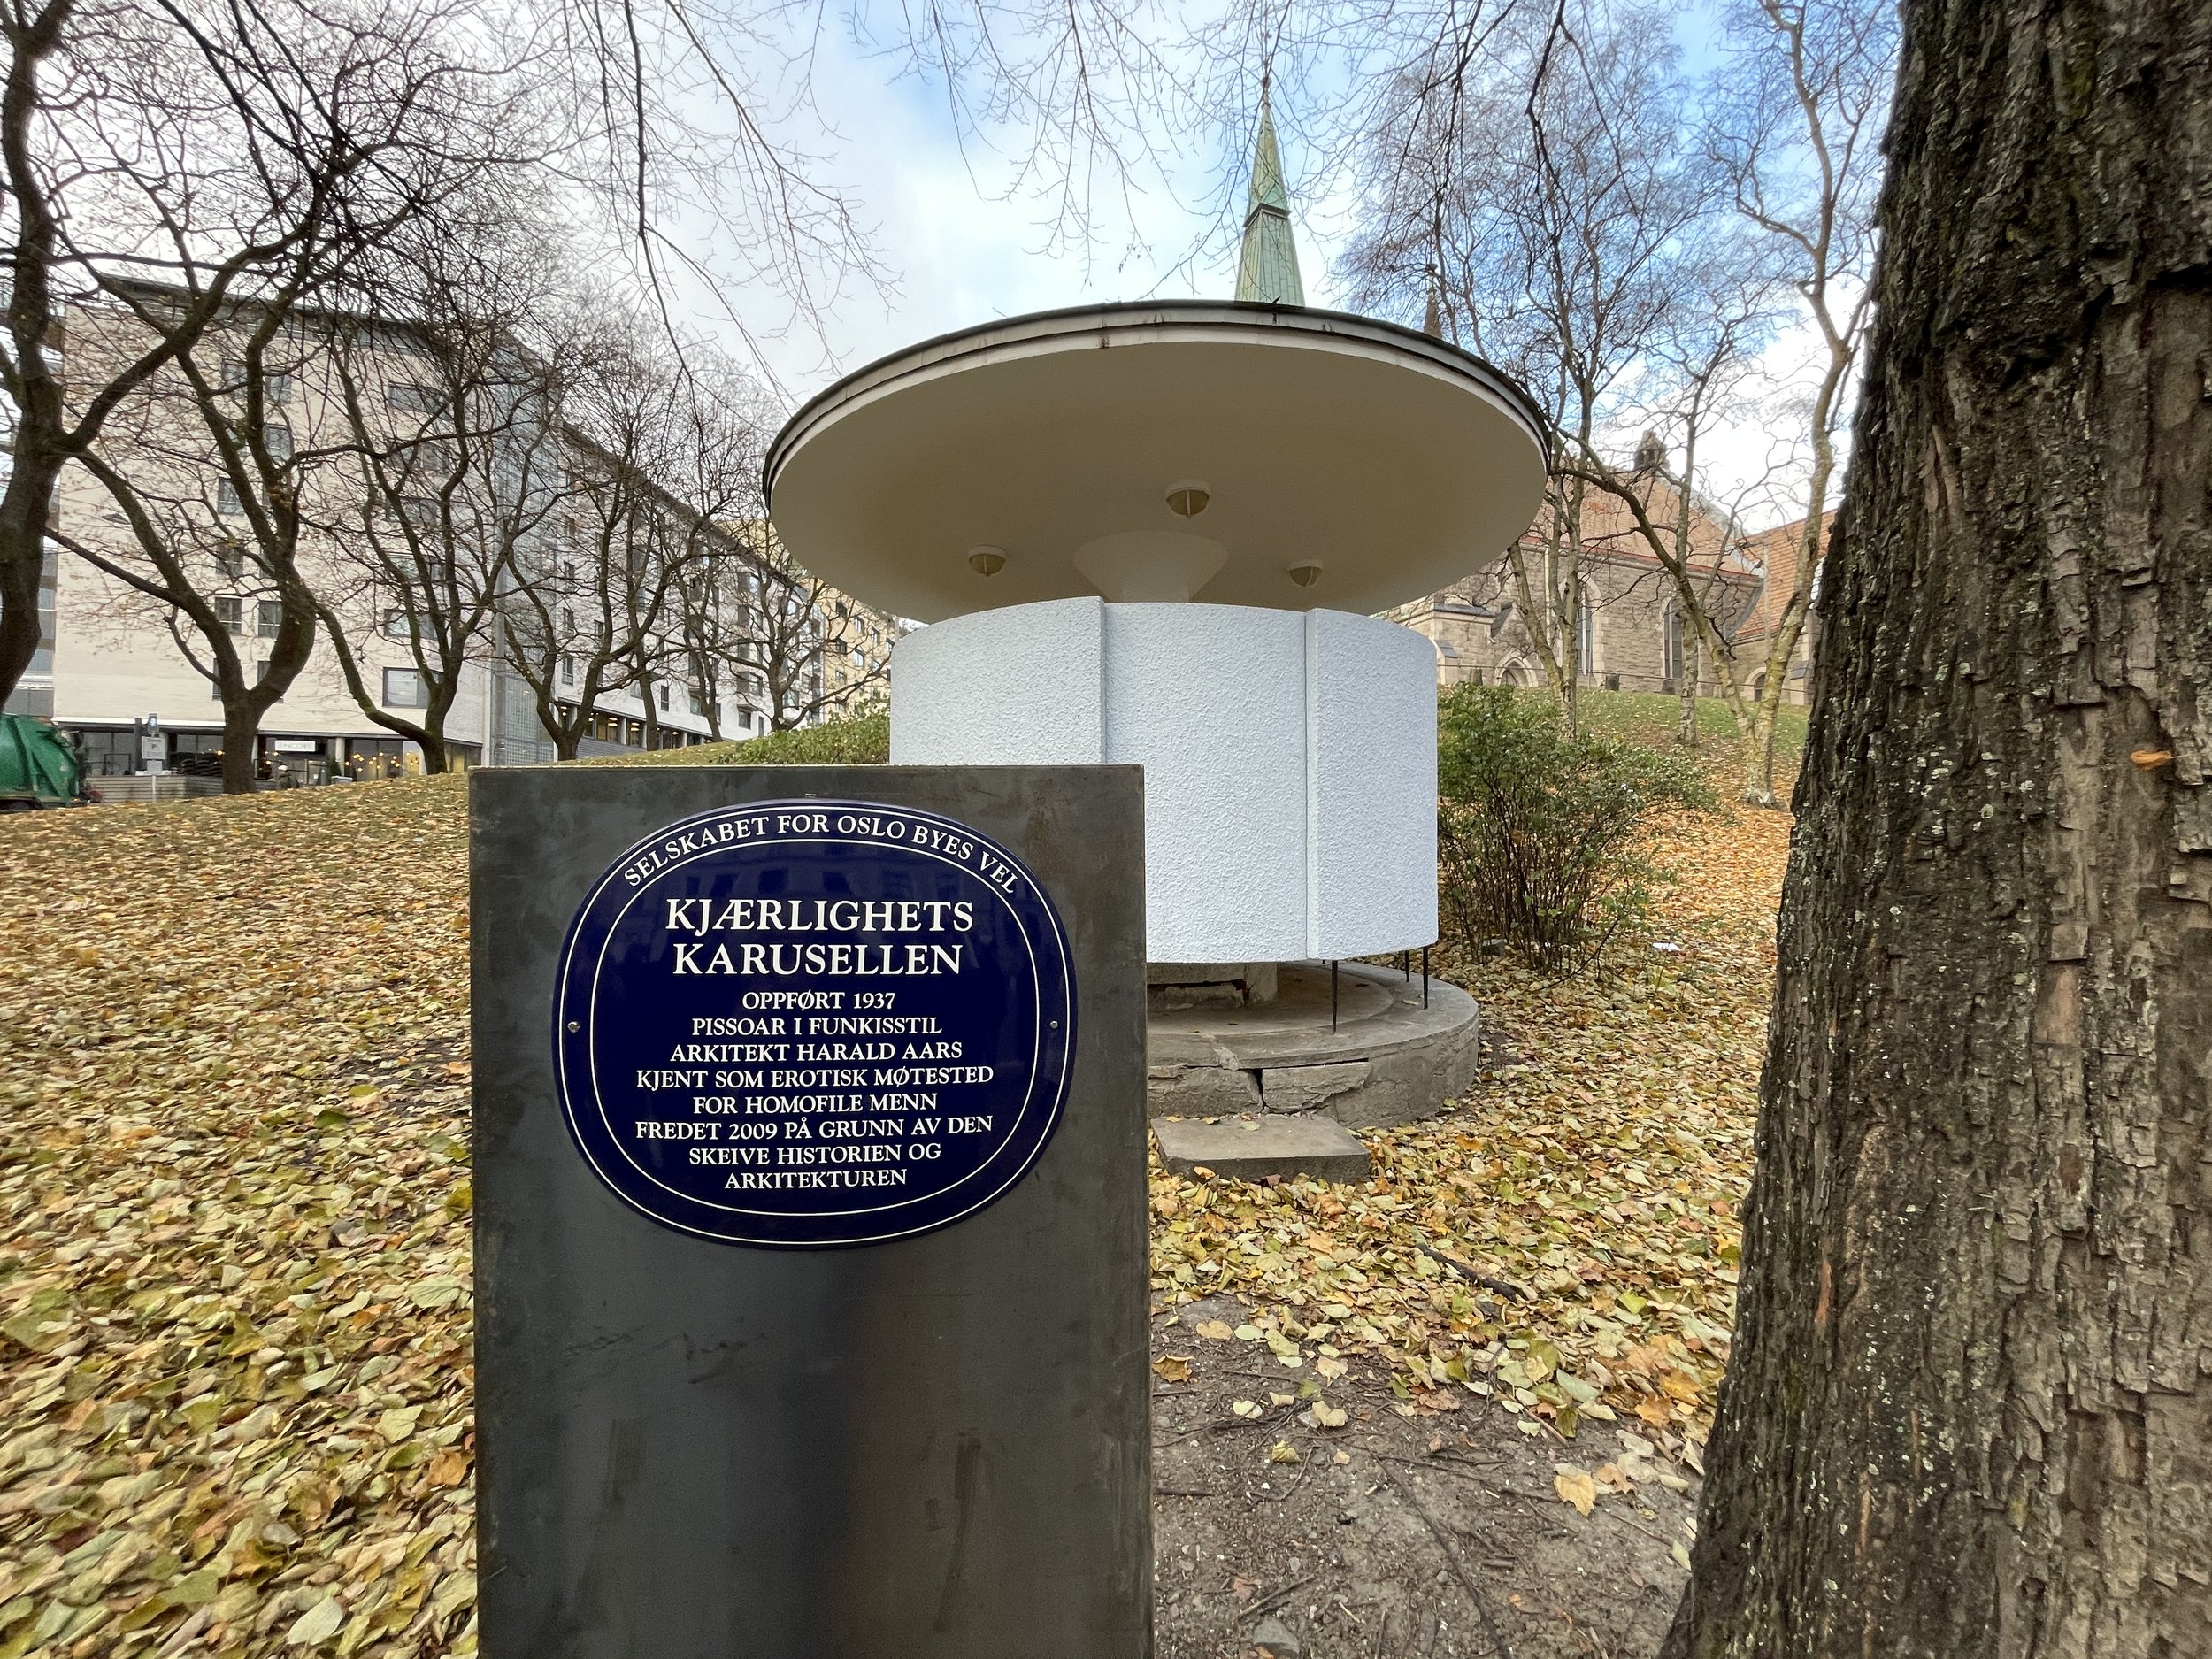 SELSKABET FOR OSLO BYES VEL
KJÆRLIGHETS
KARUSELLEN
OPPFØRT 1937
PISSOAR I FUNKISSTIL
ARKITEKT HARALD AARS
KJENT SOM EROTISK MØTESTED
FOR HOMOFILE MENN
FREDET 2009 PÅ GRUNN AV DEN
SKEIVE HISTORIEN OG
ARKITEKTUREN